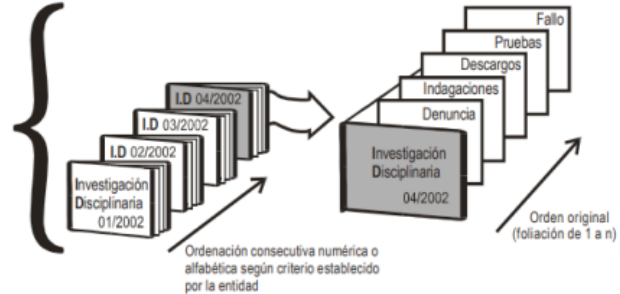 I.D 04/2002
I.D 03/2002
I.D 02/2002
Investigación
Disciplinaria
01/2002
Ordenación consecutiva numérica o
alfabética según criterio establecido
por la entidad
Fallo
Pruebas
Descargos
Indagaciones
Denuncia
Investigación
Disciplinaria
04/2002
Orden original
(foliación de 1 a n)